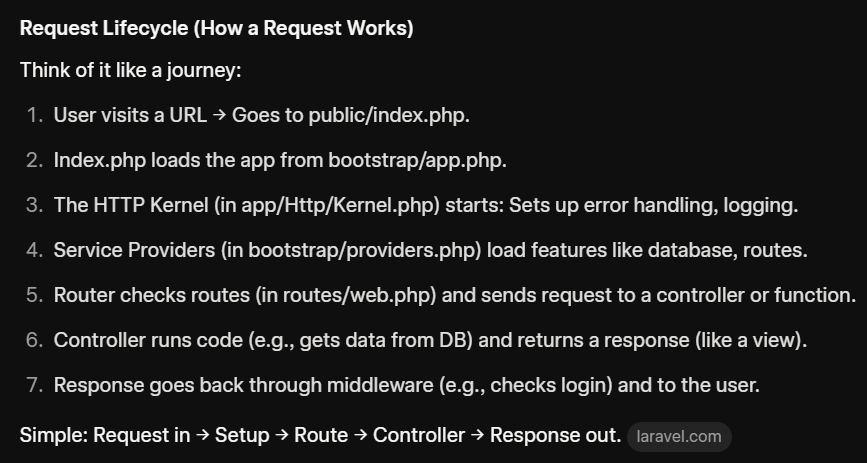 Request Lifecycle (How a Request Works)
Think of it like a journey:
1. User visits a URL → Goes to public/index.php.
2. Index.php loads the app from bootstrap/app.php.
3. The HTTP Kernel (in app/Http/Kernel.php) starts: Sets up error handling, logging.
4. Service Providers (in bootstrap/providers.php) load features like database, routes.
5. Router checks routes (in routes/web.php) and sends request to a controller or function.
6. Controller runs code (e.g., gets data from DB) and returns a response (like a view).
7. Response goes back through middleware (e.g., checks login) and to the user.
Simple: Request in → Setup → Route → Controller → Response out. laravel.com